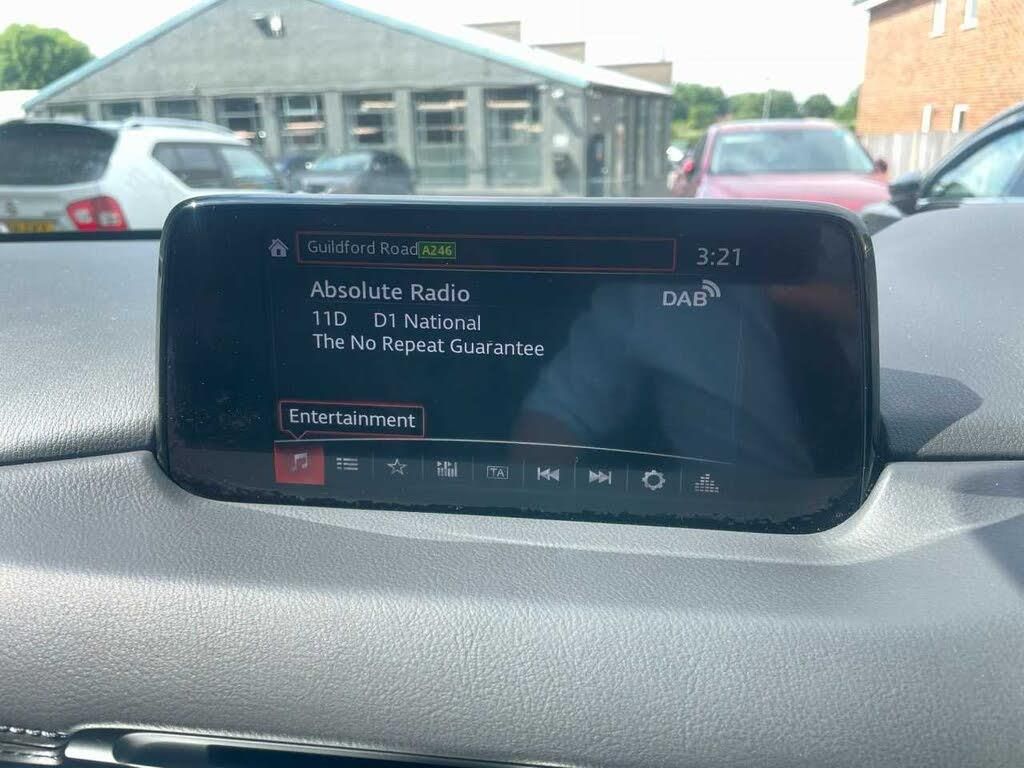 Guildford Road A246
3:21
Absolute Radio
DAB
11D D1 National
The No Repeat Guarantee
Entertainment
TA